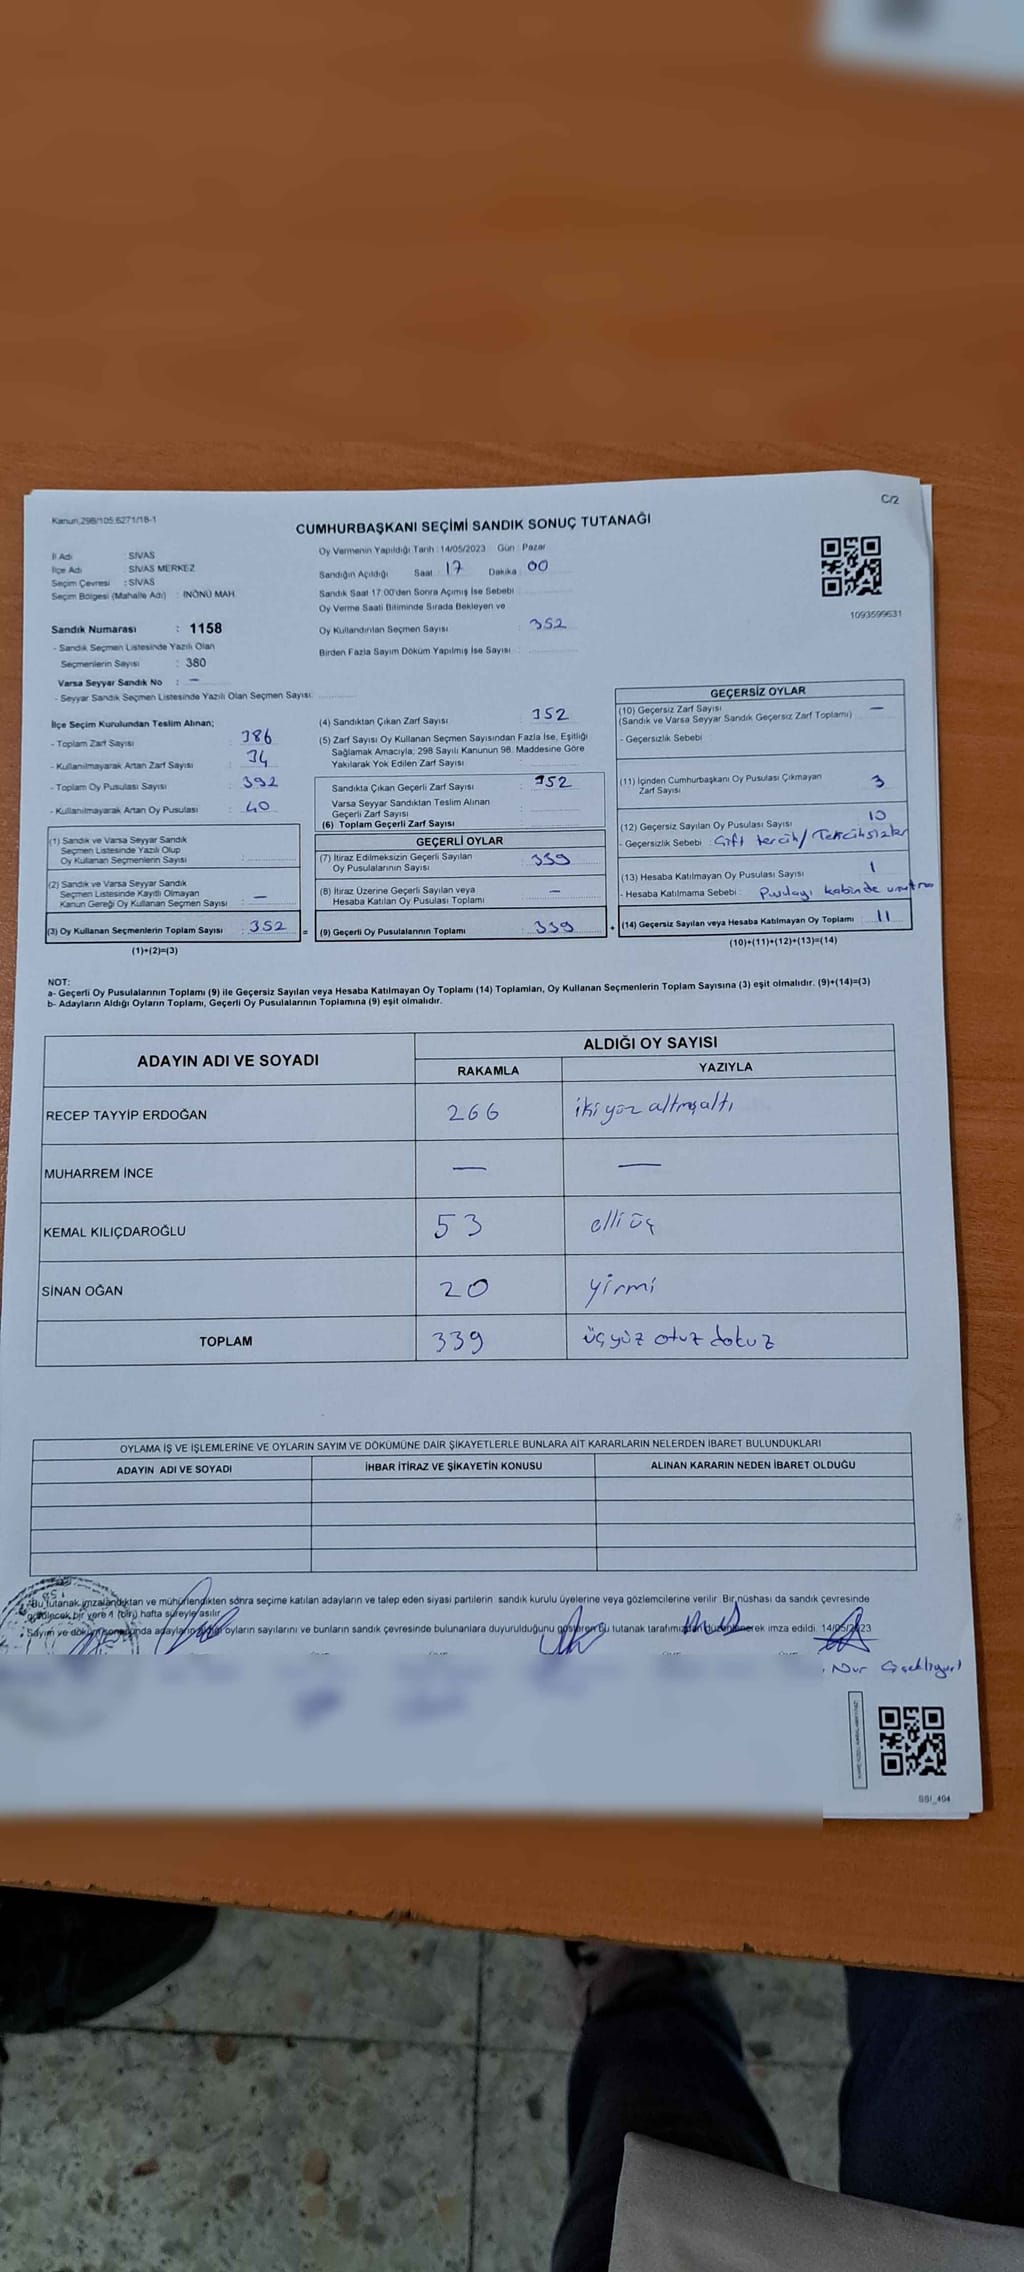 C/2
Kanun:298/105;6271/18-1
CUMHURBAŞKANI SEÇİMİ SANDIK SONUÇ TUTANAĞI
İl Adı : SİVAS
İlçe Adı : SİVAS MERKEZ
Seçim Çevresi : SİVAS
Seçim Bölgesi (Mahalle Adı) : İNÖNÜ MAH.
Sandık Numarası : 1158
- Sandık Seçmen Listesinde Yazılı Olan
Seçmenlerin Sayısı : 380
Varsa Seyyar Sandık No : —
- Seyyar Sandık Seçmen Listesinde Yazılı Olan Seçmen Sayısı:
Oy Vermenin Yapıldığı Tarih : 14/05/2023 Gün : Pazar
Sandığın Açıldığı Saat : 17 Dakika : 00
Sandık Saat 17:00'den Sonra Açımış İse Sebebi :
Oy Verme Saati Bitiminde Sırada Bekleyen ve
Oy Kullandırılan Seçmen Sayısı : 352
Birden Fazla Sayım Döküm Yapılmış İse Sayısı :
1093599631
İlçe Seçim Kurulundan Teslim Alınan;
- Toplam Zarf Sayısı : 386
- Kullanılmayarak Artan Zarf Sayısı : 34
- Toplam Oy Pusulası Sayısı : 392
- Kullanılmayarak Artan Oy Pusulası : 40
(1) Sandık ve Varsa Seyyar Sandık
Seçmen Listesinde Yazılı Olup
Oy Kullanan Seçmenlerin Sayısı :
(2) Sandık ve Varsa Seyyar Sandık
Seçmen Listesinde Kayıtlı Olmayan
Kanun Gereği Oy Kullanan Seçmen Sayısı : —
(3) Oy Kullanan Seçmenlerin Toplam Sayısı : 352
(1)+(2)=(3)
(4) Sandıktan Çıkan Zarf Sayısı : 352
(5) Zarf Sayısı Oy Kullanan Seçmen Sayısından Fazla İse, Eşitliği
Sağlamak Amacıyla; 298 Sayılı Kanunun 98. Maddesine Göre
Yakılarak Yok Edilen Zarf Sayısı :
Sandıkta Çıkan Geçerli Zarf Sayısı : 352
Varsa Seyyar Sandıktan Teslim Alınan
Geçerli Zarf Sayısı :
(6) Toplam Geçerli Zarf Sayısı :
GEÇERLİ OYLAR
(7) İtiraz Edilmeksizin Geçerli Sayılan
Oy Pusulalarının Sayısı : 339
(8) İtiraz Üzerine Geçerli Sayılan veya
Hesaba Katılan Oy Pusulası Toplamı : —
= (9) Geçerli Oy Pusulalarının Toplamı : 339 +
GEÇERSİZ OYLAR
(10) Geçersiz Zarf Sayısı : —
(Sandık ve Varsa Seyyar Sandık Geçersiz Zarf Toplamı)
- Geçersizlik Sebebi :
(11) İçinden Cumhurbaşkanı Oy Pusulası Çıkmayan
Zarf Sayısı : 3
(12) Geçersiz Sayılan Oy Pusulası Sayısı : 10
- Geçersizlik Sebebi : Çift tercih/Tercihsizler
(13) Hesaba Katılmayan Oy Pusulası Sayısı : 1
- Hesaba Katılmama Sebebi : Pusulayı kabinde
(14) Geçersiz Sayılan veya Hesaba Katılmayan Oy Toplamı : 11
(10)+(11)+(12)+(13)=(14)
NOT:
a- Geçerli Oy Pusulalarının Toplamı (9) ile Geçersiz Sayılan veya Hesaba Katılmayan Oy Toplamı (14) Toplamları, Oy Kullanan Seçmenlerin Toplam Sayısına (3) eşit olmalıdır. (9)+(14)=(3)
b- Adayların Aldığı Oyların Toplamı, Geçerli Oy Pusulalarının Toplamına (9) eşit olmalıdır.
ADAYIN ADI VE SOYADI ALDIĞI OY SAYISI
RAKAMLA YAZIYLA
RECEP TAYYİP ERDOĞAN 266 iki yüz altmışaltı
MUHARREM İNCE — —
KEMAL KILIÇDAROĞLU 53 elli üç
SİNAN OĞAN 20 yirmi
TOPLAM 339 üçyüz otuz dokuz
OYLAMA İŞ VE İŞLEMLERİNE VE OYLARIN SAYIM VE DÖKÜMÜNE DAİR ŞİKAYETLERLE BUNLARA AİT KARARLARIN NELERDEN İBARET BULUNDUKLARI
ADAYIN ADI VE SOYADI İHBAR İTİRAZ VE ŞİKAYETİN KONUSU ALINAN KARARIN NEDEN İBARET OLDUĞU
• Bu tutanak imzalandıktan ve mühürlendikten sonra seçime katılan adayların ve talep eden siyasi partilerin sandık kurulu üyelerine veya gözlemcilerine verilir. Bir nüshası da sandık çevresinde
görülecek bir yere 1 (bir) hafta süreyle asılır.
• Sayım ve döküm sonucunda adayların aldığı oyların sayılarını ve bunların sandık çevresinde bulunanlara duyurulduğunu gösteren bu tutanak tarafımızdan düzenlenerek imza edildi. 14/05/2023
Nur
SSI_404